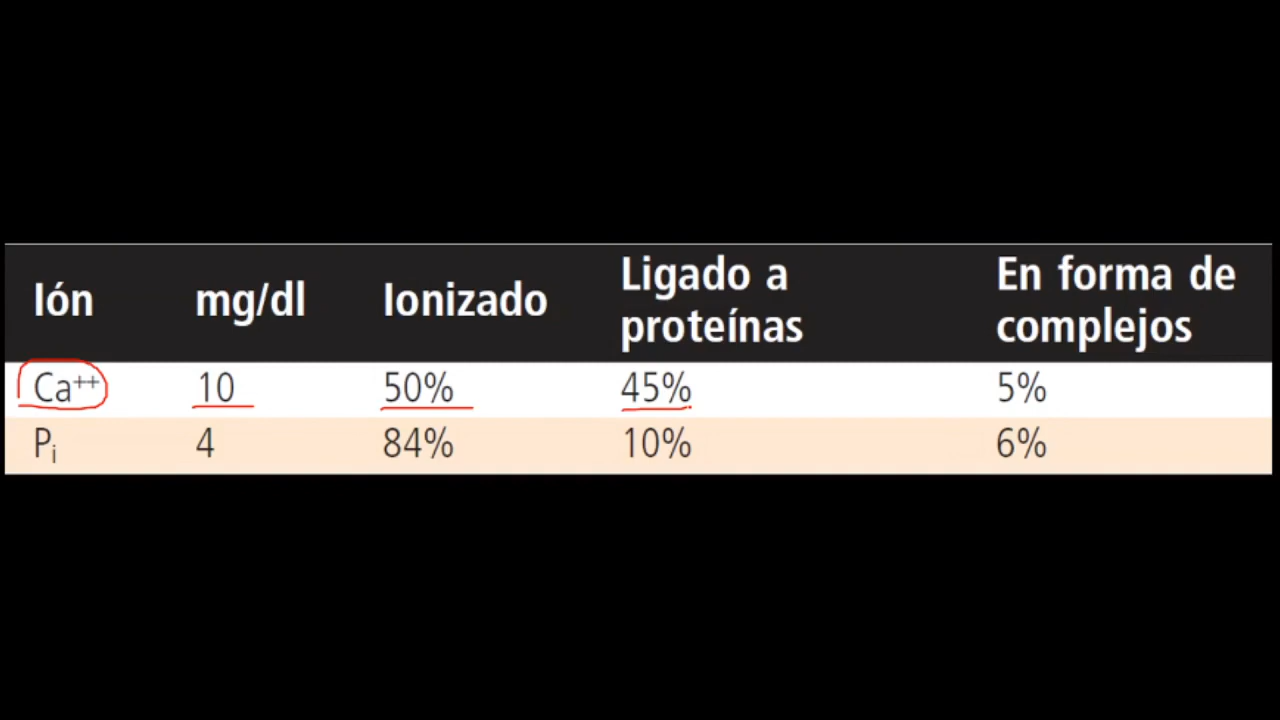 Ión mg/dl Ionizado Ligado a proteínas En forma de complejos
Ca⁺⁺ 10 50% 45% 5%
Pᵢ 4 84% 10% 6%